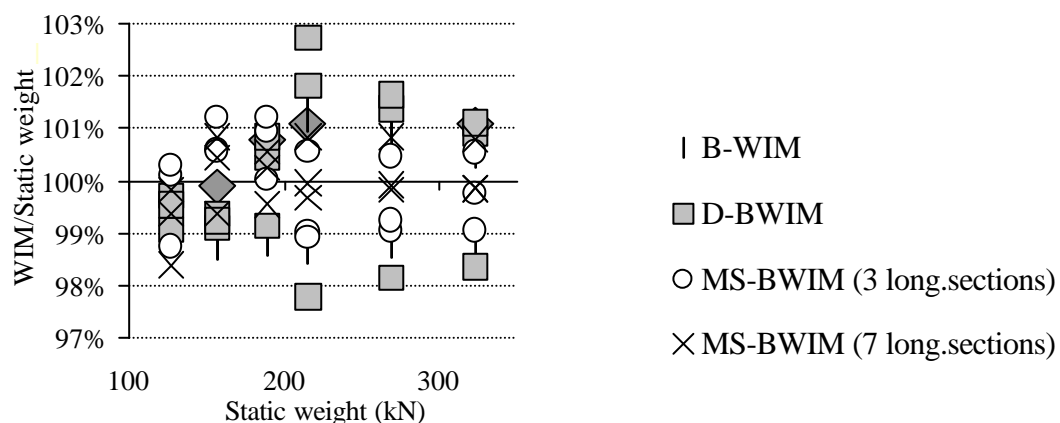 103%
102%
101%
100%
99%
98%
97%
WIM/Static weight
100
200
300
Static weight (kN)
B-WIM
D-BWIM
MS-BWIM (3 long.sections)
MS-BWIM (7 long.sections)